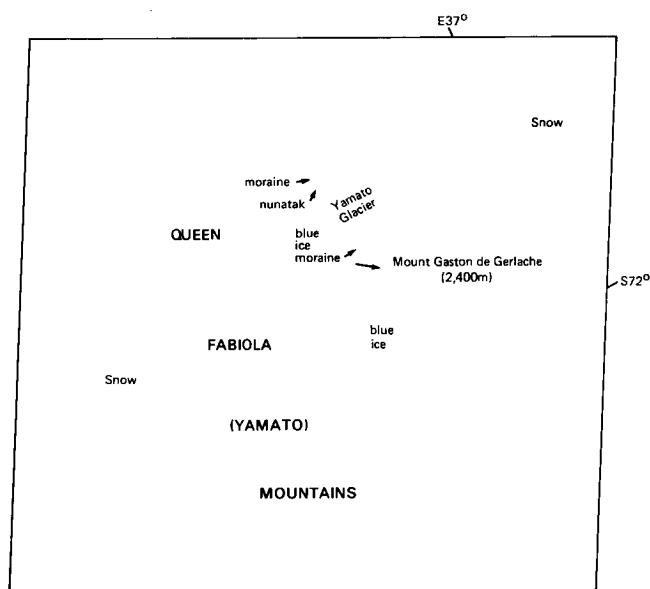 E37°
Snow
moraine
nunatak
Yamato
Glacier
QUEEN
blue
ice
moraine
Mount Gaston de Gerlache
(2,400m)
S72°
FABIOLA
blue
ice
Snow
(YAMATO)
MOUNTAINS